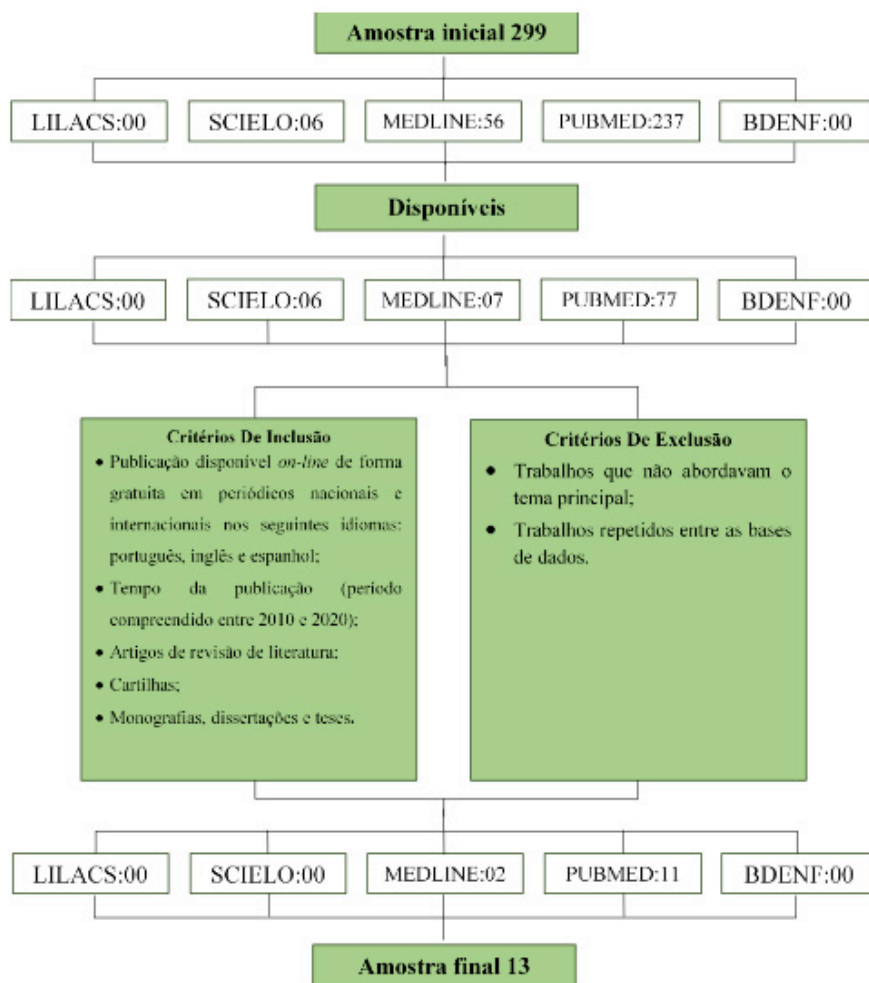 Amostra inicial 299
LILACS:00 SCIELO:06 MEDLINE:56 PUBMED:237 BDENF:00
Disponíveis
LILACS:00 SCIELO:06 MEDLINE:07 PUBMED:77 BDENF:00
Critérios De Inclusão
• Publicação disponível on-line de forma
gratuita em periódicos nacionais e
internacionais nos seguintes idiomas:
português, inglês e espanhol;
• Tempo da publicação (período
compreendido entre 2010 e 2020);
• Artigos de revisão de literatura;
• Cartilhas;
• Monografias, dissertações e teses.
Critérios De Exclusão
• Trabalhos que não abordavam o
tema principal;
• Trabalhos repetidos entre as bases
de dados.
LILACS:00 SCIELO:00 MEDLINE:02 PUBMED:11 BDENF:00
Amostra final 13